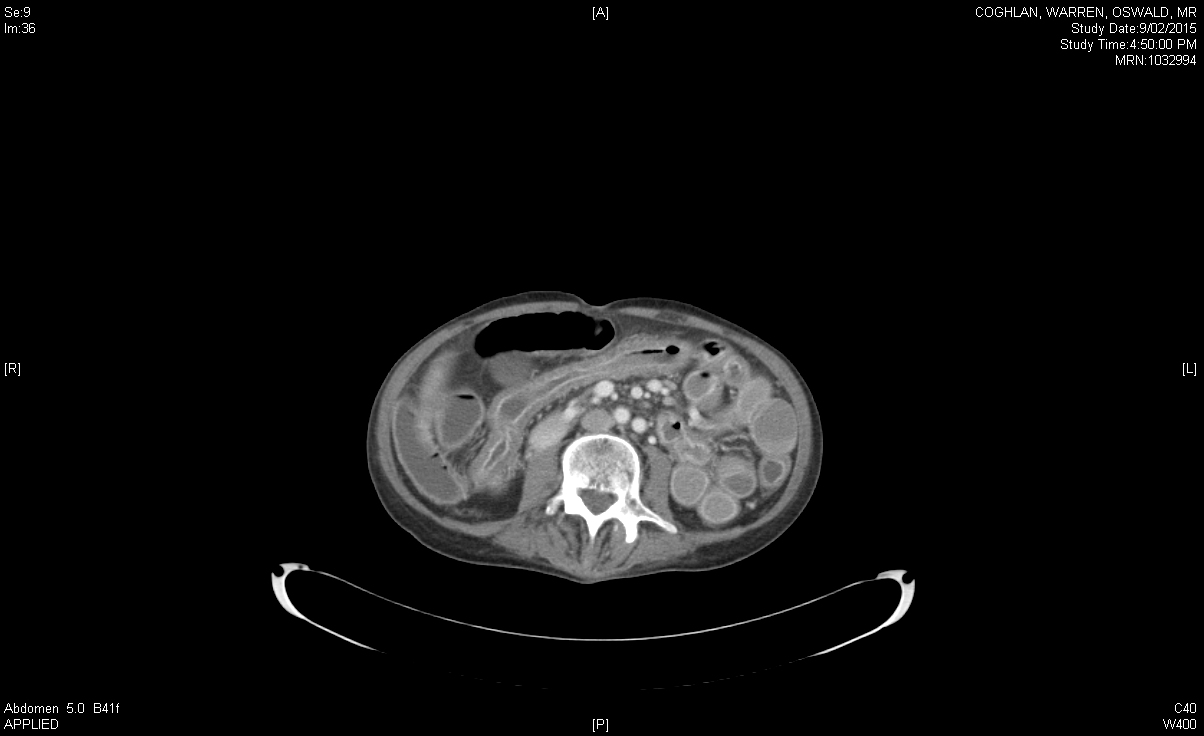 Se:9
Im:36
[A]
COGHLAN, WARREN, OSWALD, MR
Study Date:9/02/2015
Study Time:4:50:00 PM
MRN:1032994
[R]
[L]
Abdomen 5.0 B41f
APPLIED
[P]
C40
W400